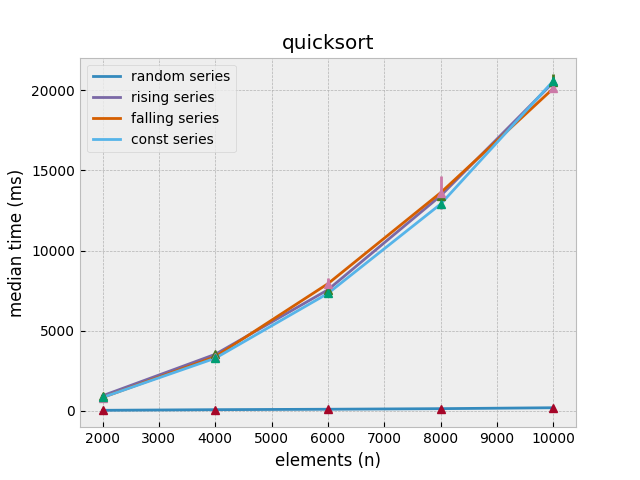 quicksort
random series
rising series
falling series
const series
median time (ms)
20000
15000
10000
5000
0
2000 3000 4000 5000 6000 7000 8000 9000 10000
elements (n)